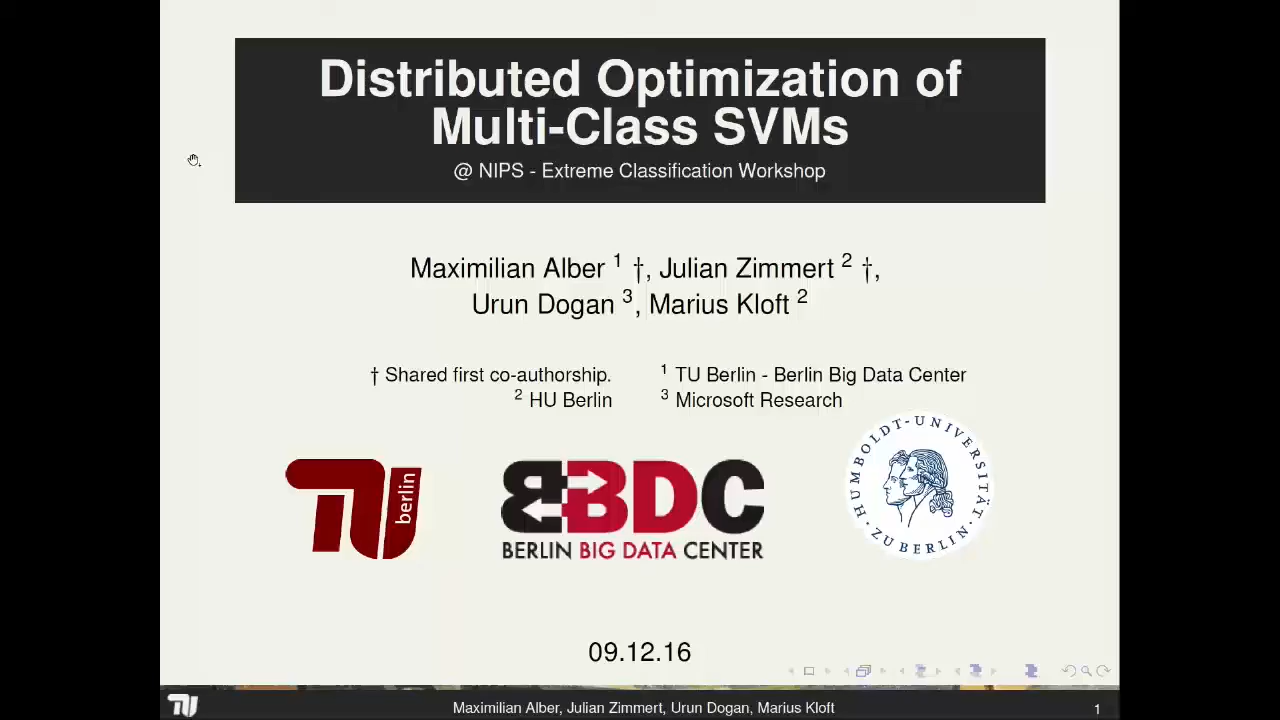 Distributed Optimization of
Multi-Class SVMs
@ NIPS - Extreme Classification Workshop
Maximilian Alber 1 †, Julian Zimmert 2 †,
Urun Dogan 3, Marius Kloft 2
† Shared first co-authorship.
1 TU Berlin - Berlin Big Data Center
2 HU Berlin
3 Microsoft Research
TU berlin
BBDC
BERLIN BIG DATA CENTER
HUMBOLDT-UNIVERSITÄT
· ZU BERLIN ·
09.12.16
TU
Maximilian Alber, Julian Zimmert, Urun Dogan, Marius Kloft
1